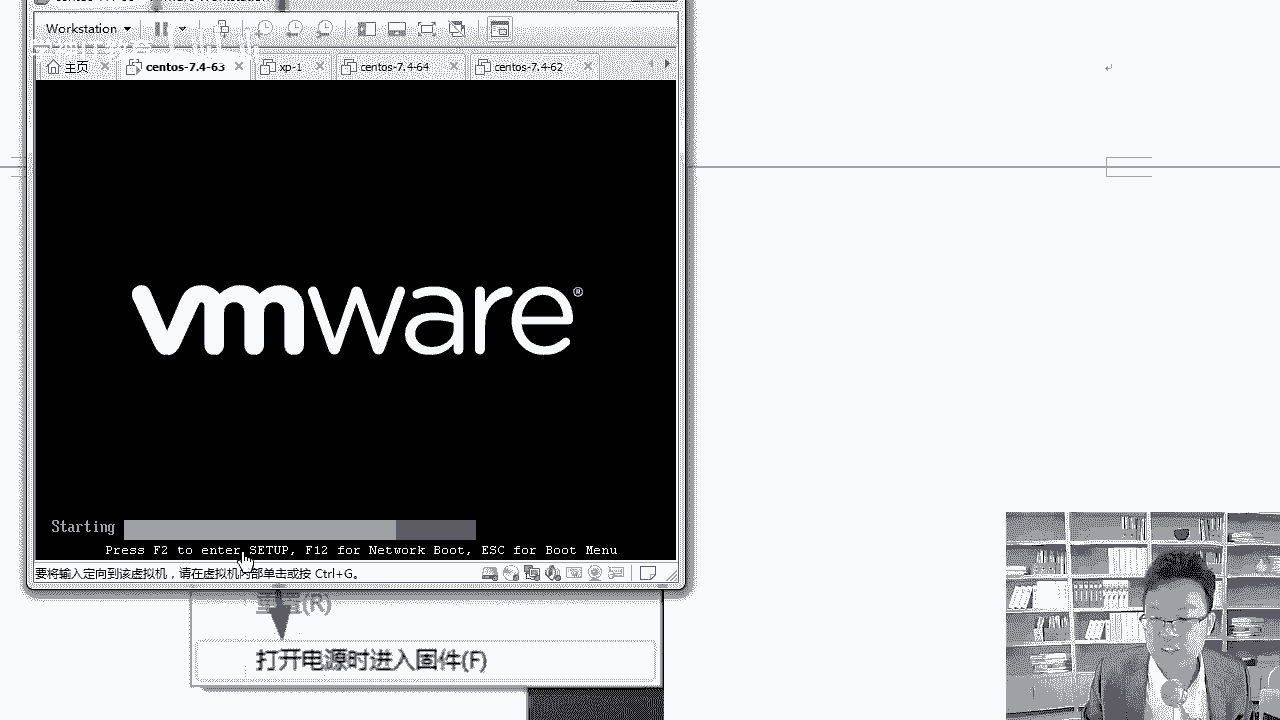 Workstation
主页
centos-7.4-63
xp-1
centos-7.4-64
centos-7.4-62
vmware®
Starting
Press F2 to enter SETUP, F12 for Network Boot, ESC for Boot Menu
要将输入定向到该虚拟机，请在虚拟机内部单击或按 Ctrl+G。
重置(R)
打开电源时进入固件(F)